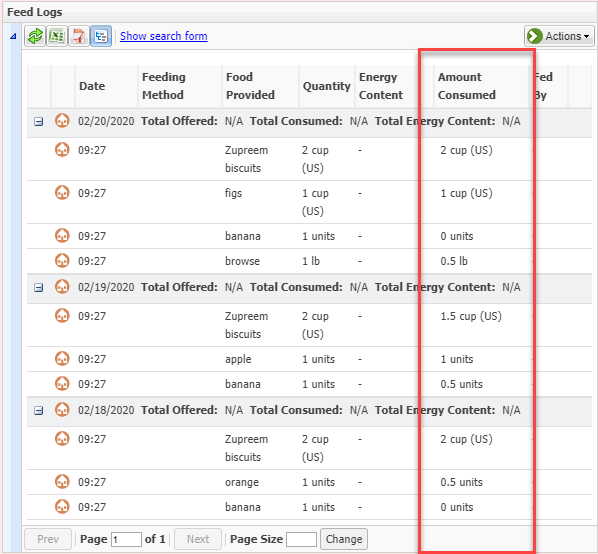 Feed Logs
Show search form Actions
Date Feeding Method Food Provided Quantity Energy Content Amount Consumed Fed By
02/20/2020 Total Offered: N/A Total Consumed: N/A Total Energy Content: N/A
09:27 Zupreem biscuits 2 cup (US) - 2 cup (US) -
09:27 figs 1 cup (US) - 1 cup (US) -
09:27 banana 1 units - 0 units -
09:27 browse 1 lb - 0.5 lb -
02/19/2020 Total Offered: N/A Total Consumed: N/A Total Energy Content: N/A
09:27 Zupreem biscuits 2 cup (US) - 1.5 cup (US) -
09:27 apple 1 units - 1 units -
09:27 banana 1 units - 0.5 units -
02/18/2020 Total Offered: N/A Total Consumed: N/A Total Energy Content: N/A
09:27 Zupreem biscuits 2 cup (US) - 2 cup (US) -
09:27 orange 1 units - 0.5 units -
09:27 banana 1 units - 0 units -
Prev Page 1 of 1 Next Page Size Change